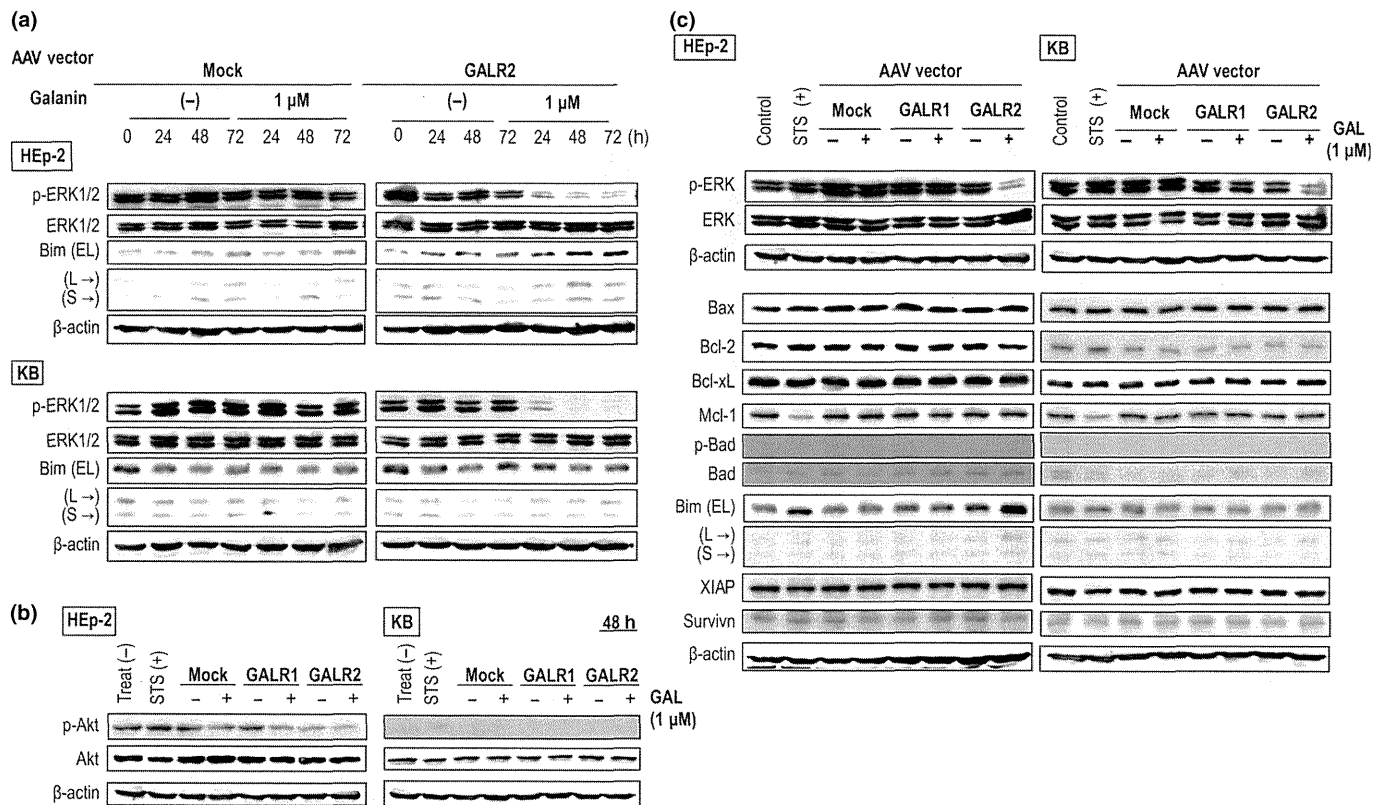 (a)
AAV vector
Mock
GALR2
Galanin
(–)
1 μM
(–)
1 μM
0 24 48 72 24 48 72
0 24 48 72 24 48 72 (h)
HEp-2
p-ERK1/2
ERK1/2
Bim (EL)
(L →)
(S →)
β-actin
KB
p-ERK1/2
ERK1/2
Bim (EL)
(L →)
(S →)
β-actin
(b)
HEp-2
KB
48 h
Treat (–)
STS (+)
Mock
GALR1
GALR2
– + – + – +
Treat (–)
STS (+)
Mock
GALR1
GALR2
– + – + – +
GAL
(1 μM)
p-Akt
Akt
β-actin
(c)
HEp-2
KB
AAV vector
AAV vector
Control
STS (+)
Mock
GALR1
GALR2
– + – + – +
Control
STS (+)
Mock
GALR1
GALR2
– + – + – +
GAL
(1 μM)
p-ERK
ERK
β-actin
Bax
Bcl-2
Bcl-xL
Mcl-1
p-Bad
Bad
Bim (EL)
(L →)
(S →)
XIAP
Survivn
β-actin